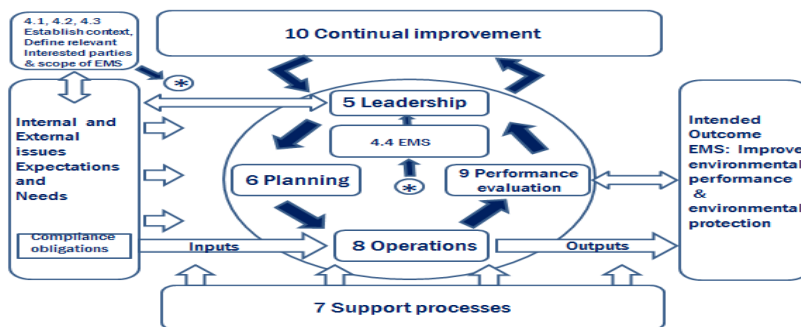 4.1, 4.2, 4.3
Establish context,
Define relevant
Interested parties
& scope of EMS
10 Continual improvement
*
Internal and
External
issues
Expectations
and
Needs
Compliance
obligations
5 Leadership
4.4 EMS
6 Planning
*
9 Performance
evaluation
8 Operations
Inputs
Outputs
Intended
Outcome
EMS: Improve
environmental
performance
&
environmental
protection
7 Support processes